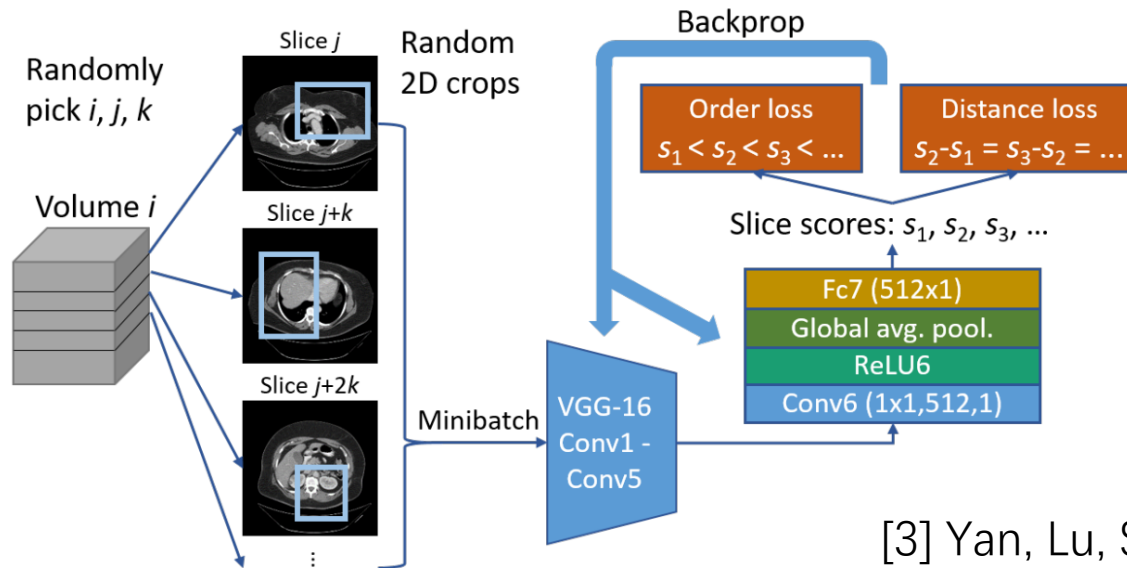 Randomly
pick i, j, k
Volume i
Slice j
Slice j+k
Slice j+2k
...
Random
2D crops
Minibatch
VGG-16
Conv1 -
Conv5
Backprop
Order loss
s1 < s2 < s3 < ...
Distance loss
s2-s1 = s3-s2 = ...
Slice scores: s1, s2, s3, ...
Fc7 (512x1)
Global avg. pool.
ReLU6
Conv6 (1x1,512,1)
[3] Yan, Lu,